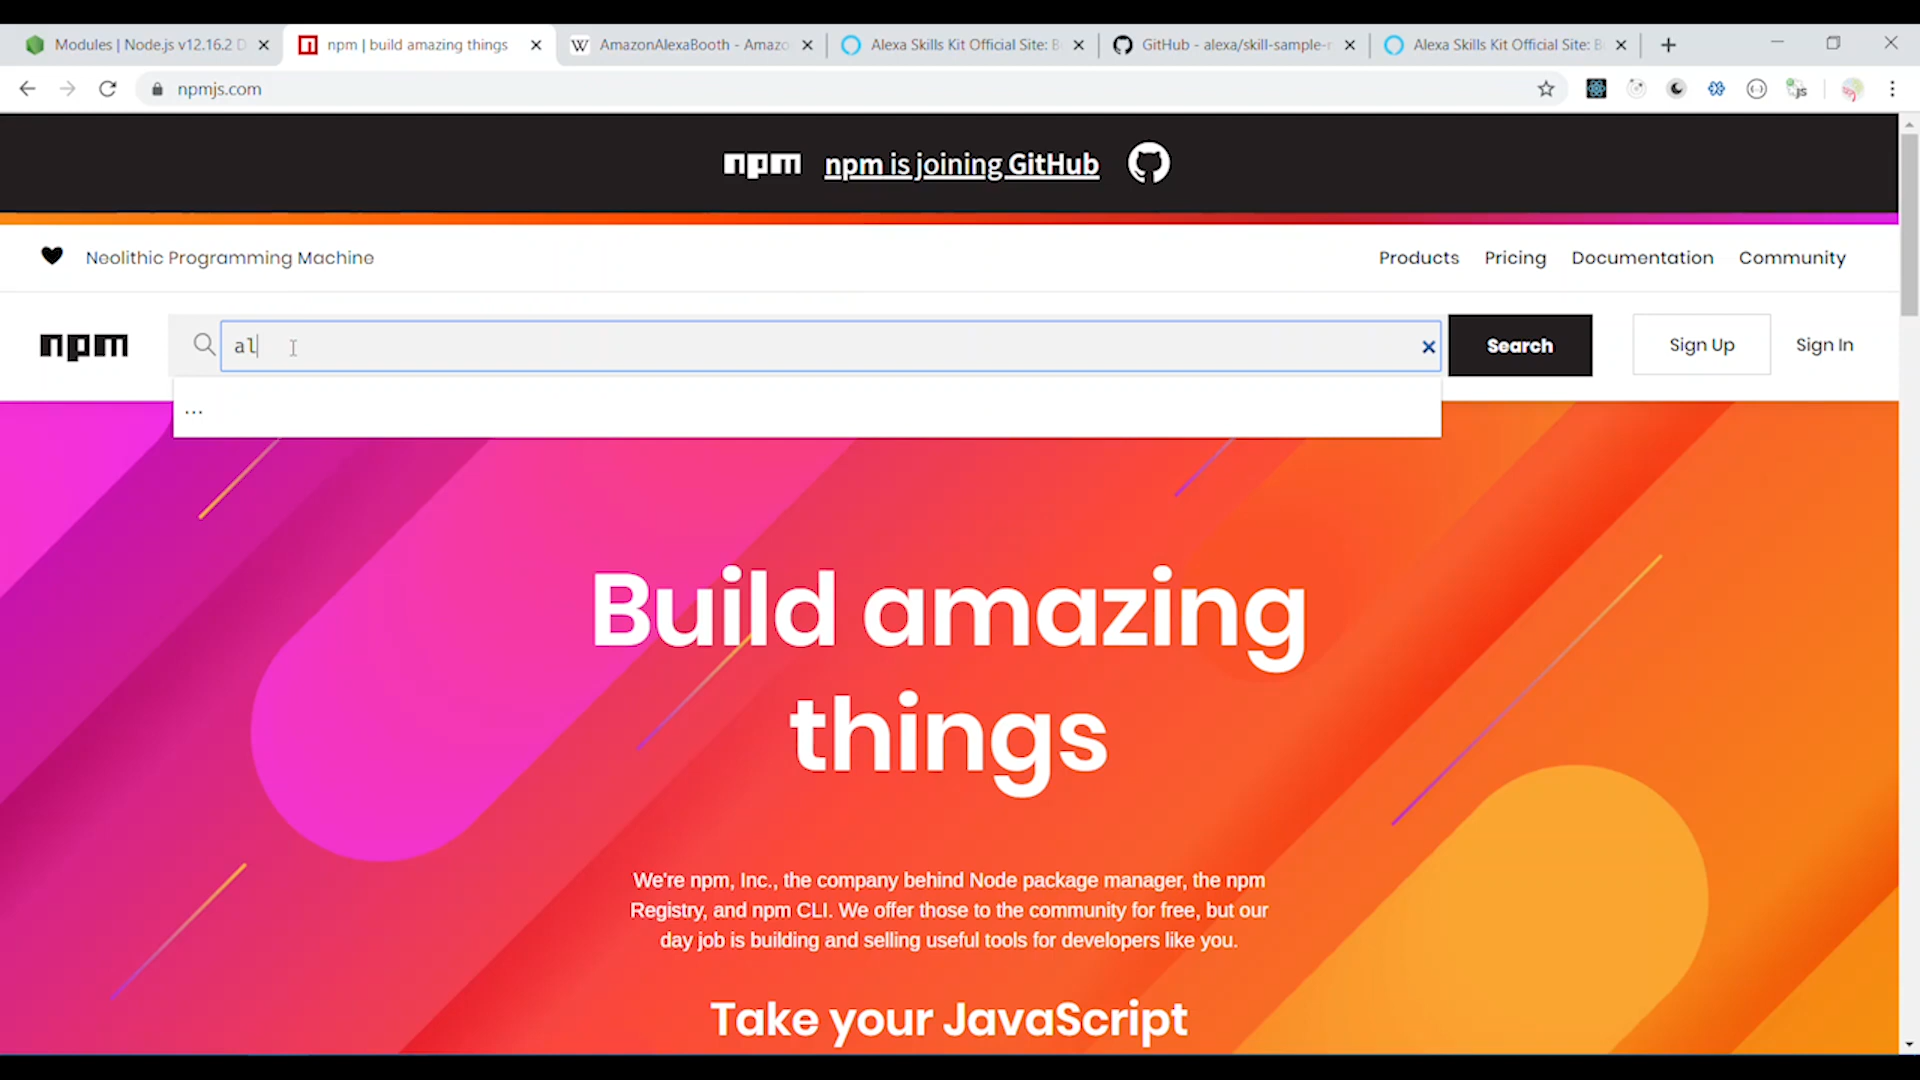 Modules | Node.js v12.16.2 D
npm | build amazing things
AmazonAlexaBooth - Amazo
Alexa Skills Kit Official Site: B
GitHub - alexa/skill-sample-n
Alexa Skills Kit Official Site: B
npmjs.com
npm npm is joining GitHub
Neolithic Programming Machine
Products Pricing Documentation Community
npm
al
Search
Sign Up
Sign In
...
Build amazing
things
We're npm, Inc., the company behind Node package manager, the npm
Registry, and npm CLI. We offer those to the community for free, but our
day job is building and selling useful tools for developers like you.
Take your JavaScript